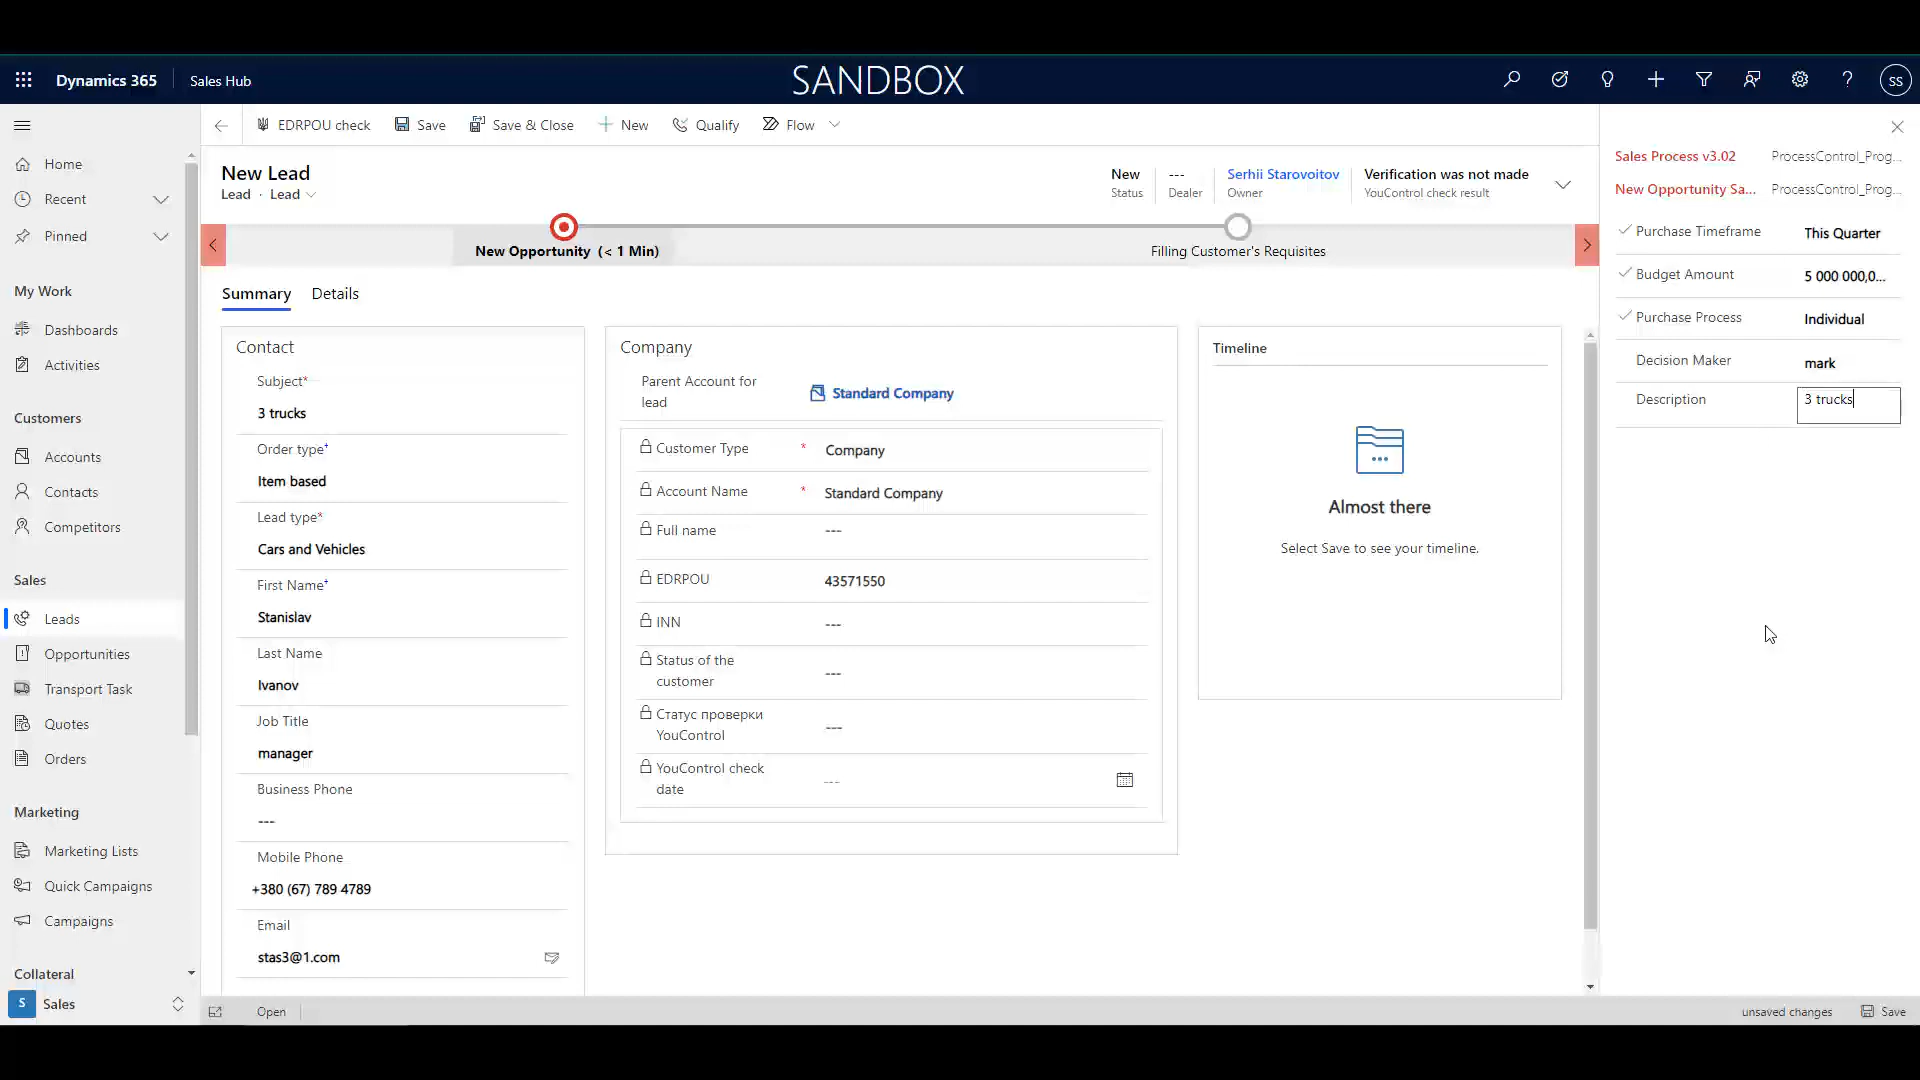 Dynamics 365
Sales Hub
SANDBOX
SS
EDRPOU check
Save
Save & Close
New
Qualify
Flow
Home
Recent
Pinned
My Work
Dashboards
Activities
Customers
Accounts
Contacts
Competitors
Sales
Leads
Opportunities
Transport Task
Quotes
Orders
Marketing
Marketing Lists
Quick Campaigns
Campaigns
Collateral
S
Sales
New Lead
Lead · Lead
New
Status
---
Dealer
Serhii Starovoitov
Owner
Verification was not made
YouControl check result
New Opportunity (< 1 Min)
Filling Customer's Requisites
Summary
Details
Contact
Subject*
3 trucks
Order type+
Item based
Lead type*
Cars and Vehicles
First Name+
Stanislav
Last Name
Ivanov
Job Title
manager
Business Phone
---
Mobile Phone
+380 (67) 789 4789
Email
stas3@1.com
Company
Parent Account for
lead
Standard Company
Customer Type * Company
Account Name * Standard Company
Full name ---
EDRPOU 43571550
INN ---
Status of the
customer
---
Статус проверки
YouControl
---
YouControl check
date
---
Timeline
Almost there
Select Save to see your timeline.
Sales Process v3.02 ProcessControl_Prog...
New Opportunity Sa... ProcessControl_Prog...
Purchase Timeframe This Quarter
Budget Amount 5 000 000,0...
Purchase Process Individual
Decision Maker mark
Description 3 trucks
Open
unsaved changes
Save